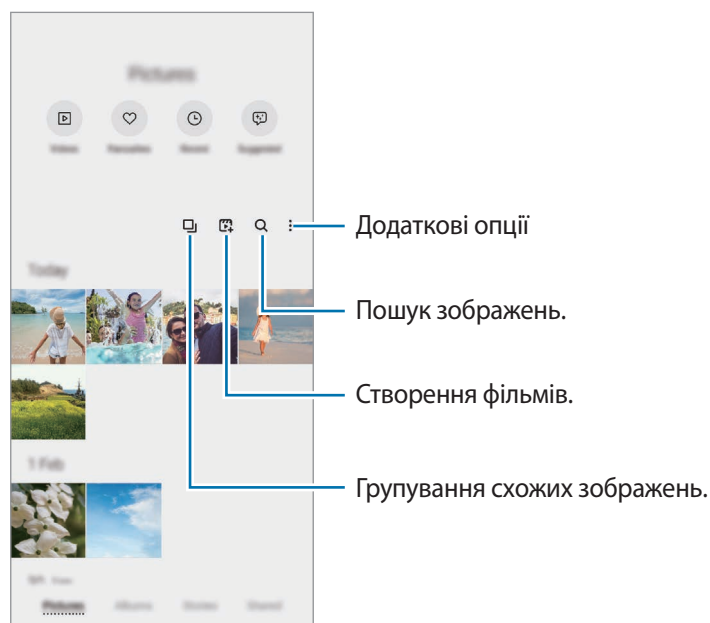 Pictures
Videos
Favourites
Recent
Suggested
Додаткові опції
Today
Пошук зображень.
Створення фільмів.
1 Feb
Групування схожих зображень.
Pictures
Albums
Stories
Shared